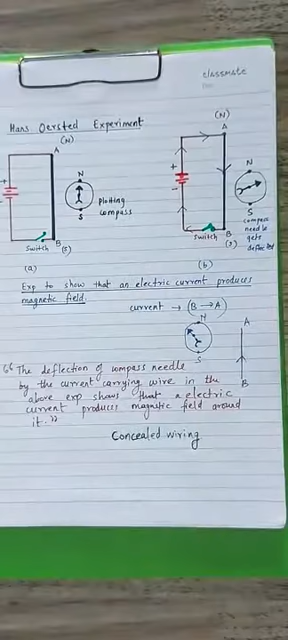 classmate
Hans Oersted Experiment
(N)
A
+
N
S
plotting
compass
Switch
B
(S)
(a)
(N)
A
+
-
N
S
compass
needle
gets
deflected
Switch
B
(b)
Exp to show that an electric current produces
magnetic field.
current → (B → A)
N
S
A
B
"The deflection of compass needle
by the current carrying wire in the
above exp shows that a electric
current produces magnetic field around
it."
Concealed wiring